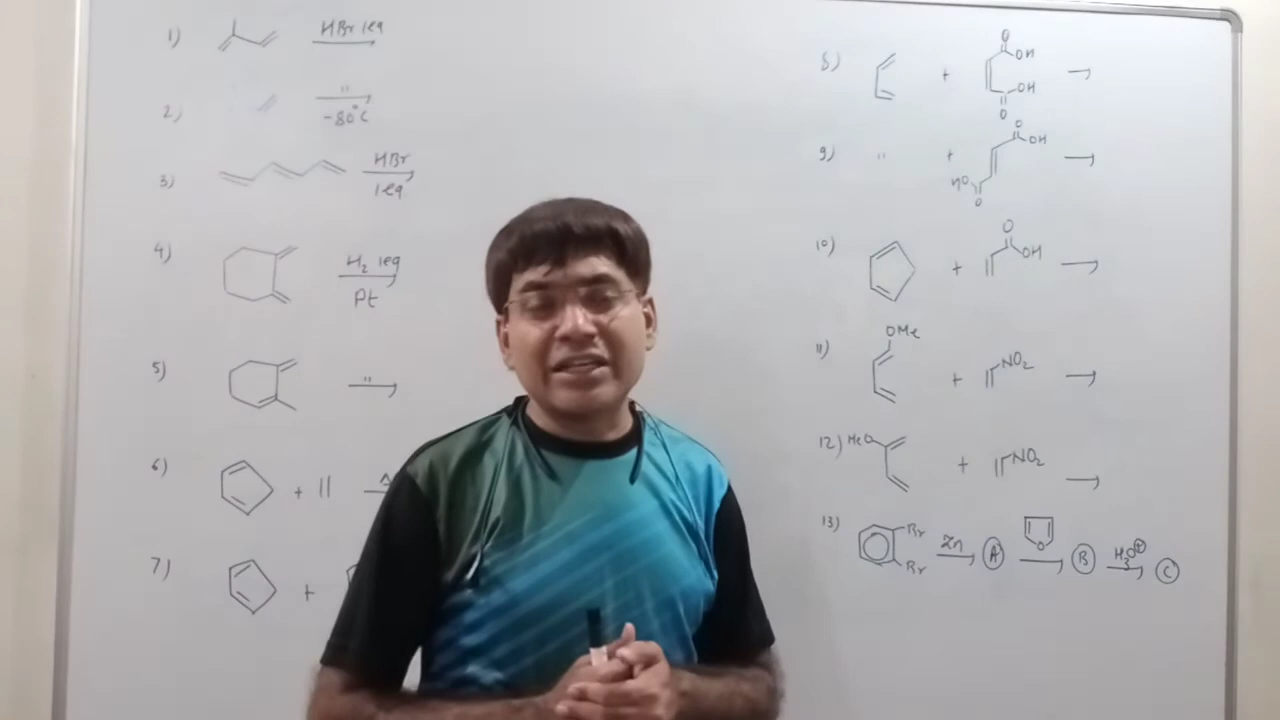 1) HBr 1eq
2) " -80°C
3) HBr 1eq
4) H₂ 1eq Pt
5) "
6) + Δ
7) +
8) + O OH OH O
9) " + O OH HO O
10) + O OH
11) OMe + NO₂
12) MeO + NO₂
13) Br Br Zn A O B H₃O⊕ C